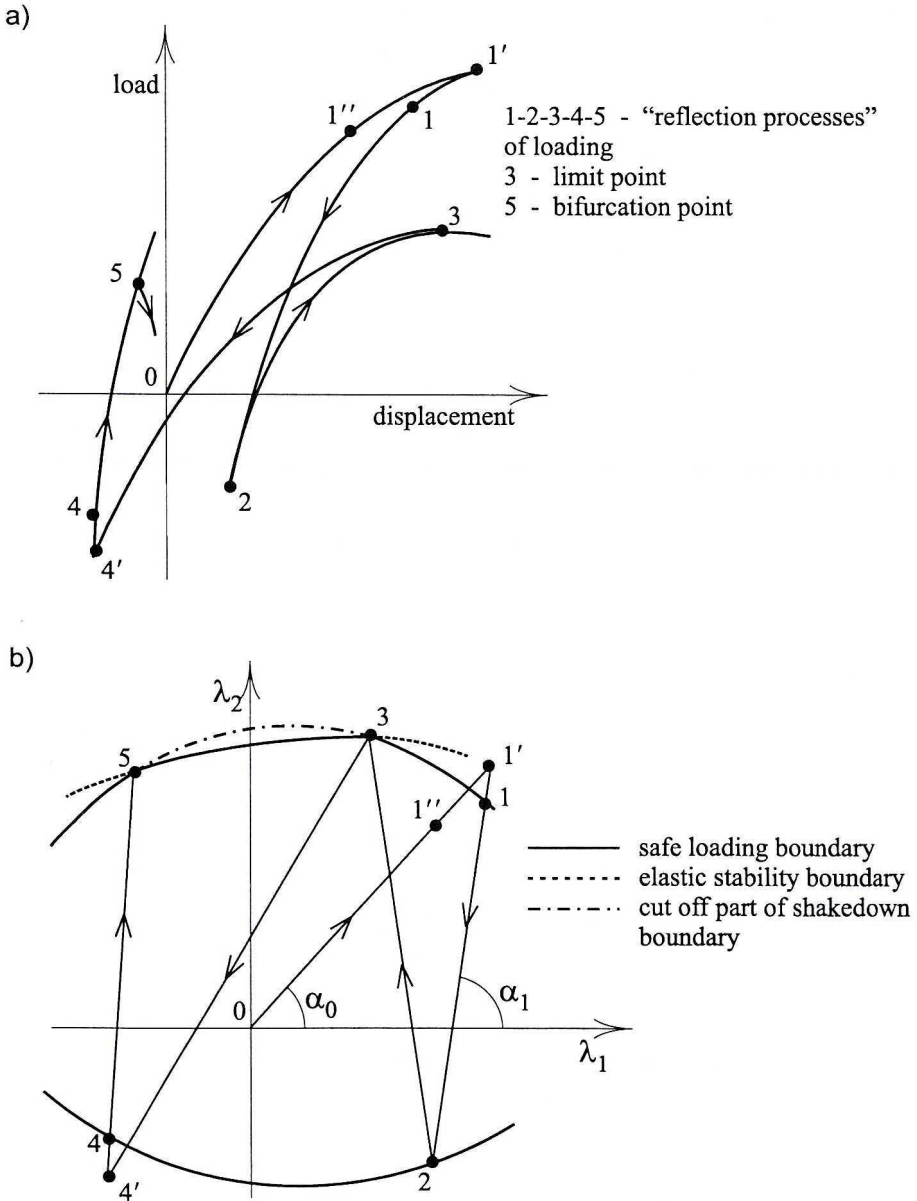 a)
load
1'
1''
1
1-2-3-4-5 - “reflection processes”
of loading
3 - limit point
5 - bifurcation point
3
5
0
displacement
2
4
4'
b)
λ₂
3
5
1'
1
1''
safe loading boundary
elastic stability boundary
cut off part of shakedown
boundary
0
α₀
α₁
λ₁
4
4'
2